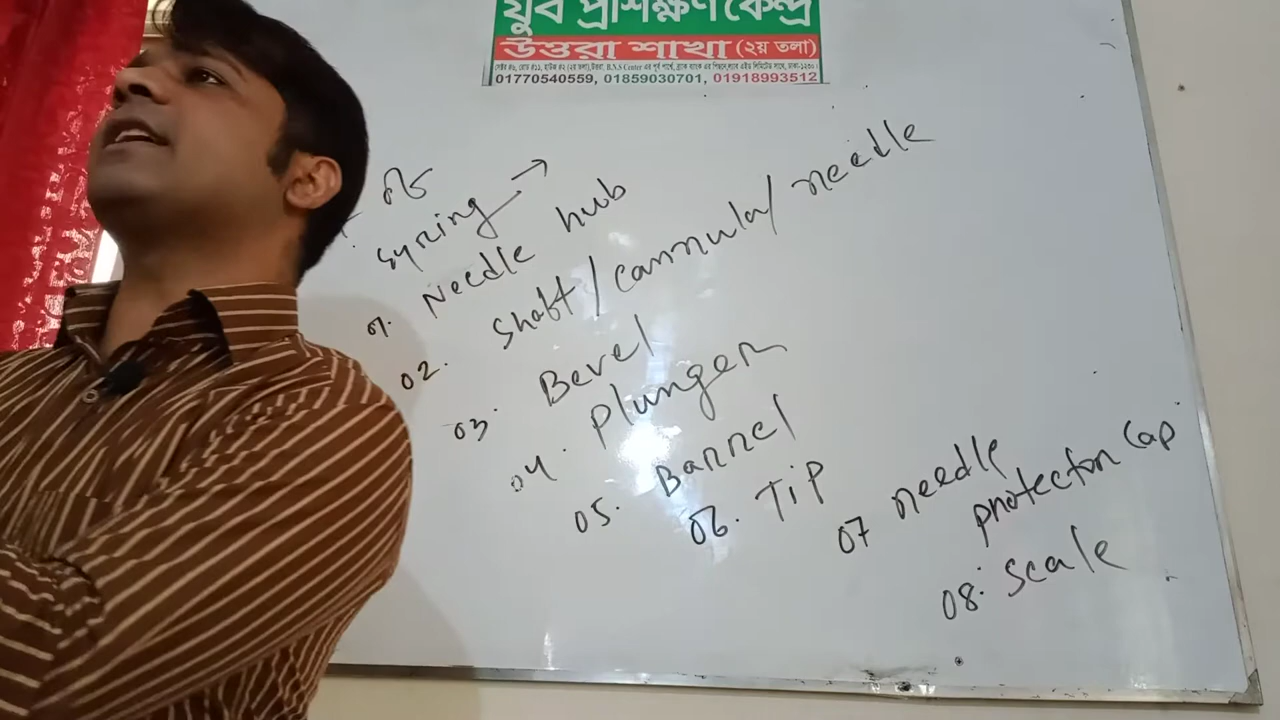 যুব প্রশিক্ষণ কেন্দ্র
উত্তরা শাখা (২য় তলা)
01770540559, 01859030701, 01918993512
Syring →
01. Needle hub
02. Shaft / cannula / needle
03. Bevel
04. Plunger
05. Barrel
06. Tip
07 needle
protector Cap
08. Scale